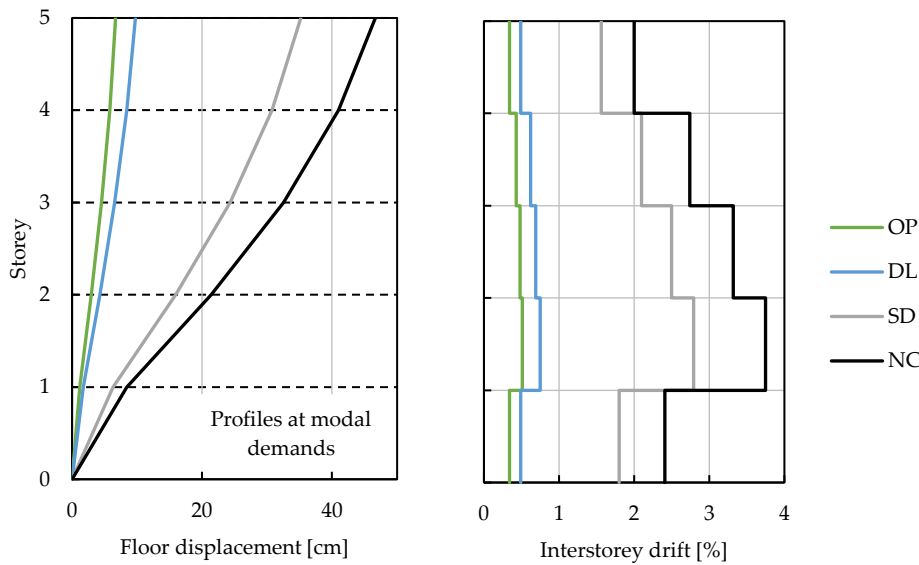 5
4
3
2
1
0
Storey
0
20
40
Floor displacement [cm]
Profiles at modal
demands
0
1
2
3
4
Interstorey drift [%]
OP
DL
SD
NC